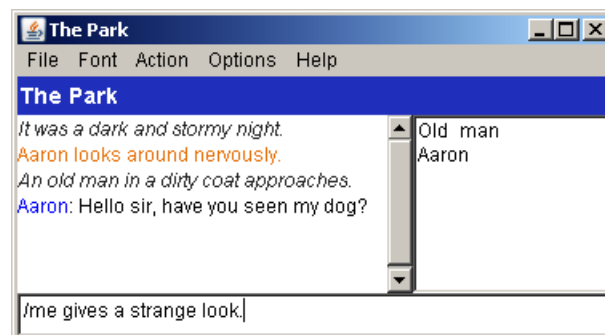 The Park
File Font Action Options Help
The Park
It was a dark and stormy night.
Aaron looks around nervously.
An old man in a dirty coat approaches.
Aaron: Hello sir, have you seen my dog?
Old man
Aaron
/me gives a strange look.